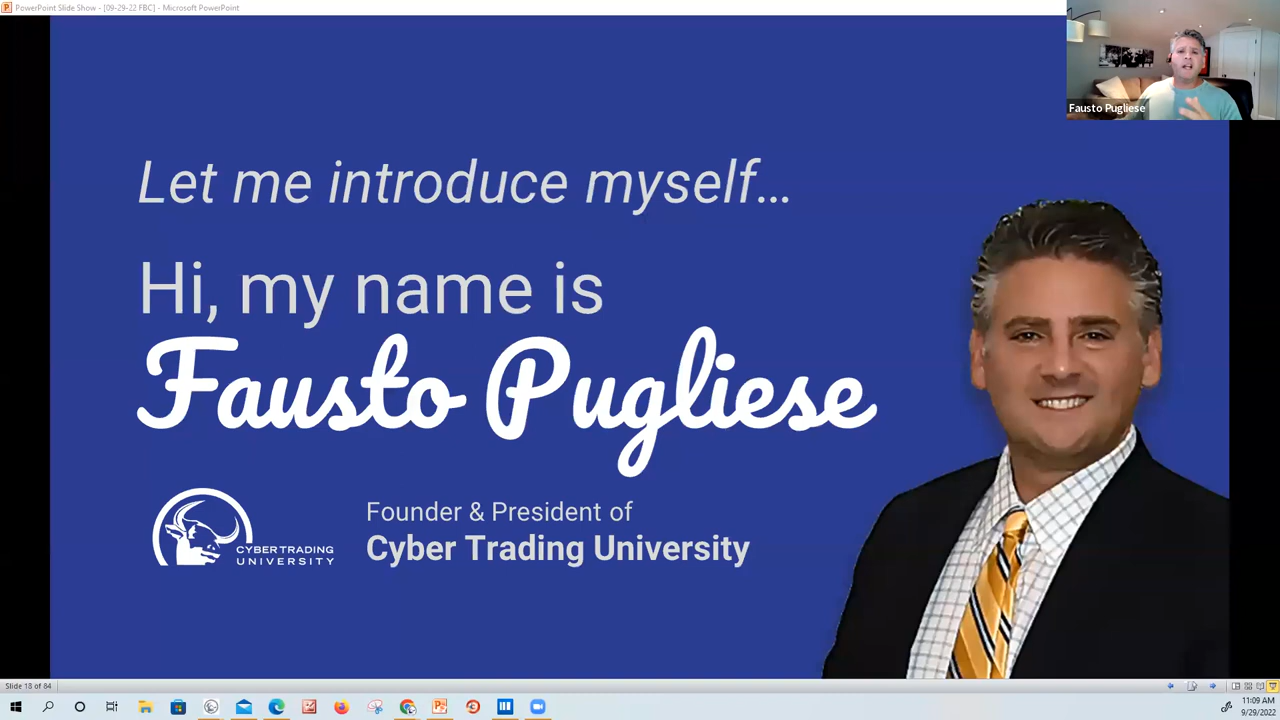 PowerPoint Slide Show - [09-29-22 FBC] - Microsoft PowerPoint
Fausto Pugliese
Let me introduce myself...
Hi, my name is
Fausto Pugliese
CYBERTRADING
UNIVERSITY
Founder & President of
Cyber Trading University
Slide 18 of 84
11:09 AM
9/29/2022